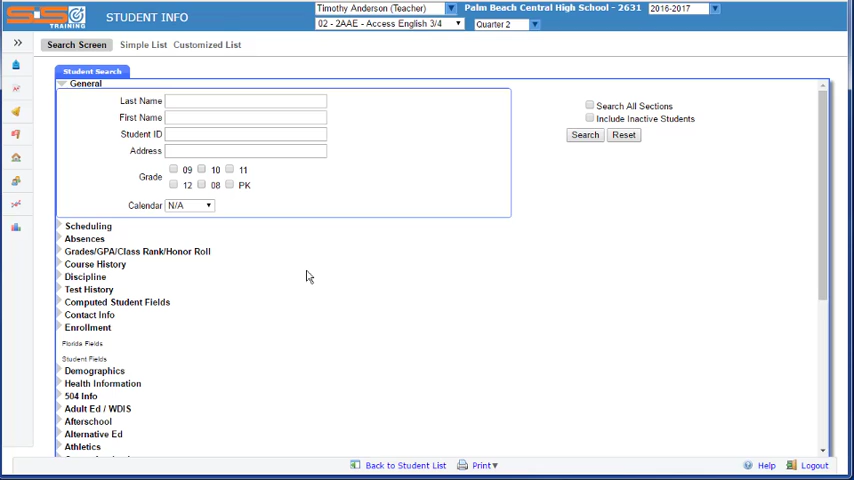 SIS TRAINING
STUDENT INFO
Timothy Anderson (Teacher) Palm Beach Central High School - 2631 2016-2017
02 - 2AAE - Access English 3/4 Quarter 2
Search Screen Simple List Customized List
Student Search
General
Last Name
First Name
Student ID
Address
Grade 09 10 11
12 08 PK
Calendar N/A
Search All Sections
Include Inactive Students
Search Reset
Scheduling
Absences
Grades/GPA/Class Rank/Honor Roll
Course History
Discipline
Test History
Computed Student Fields
Contact Info
Enrollment
Florida Fields
Student Fields
Demographics
Health Information
504 Info
Adult Ed / WDIS
Afterschool
Alternative Ed
Athletics
Back to Student List Print Help Logout